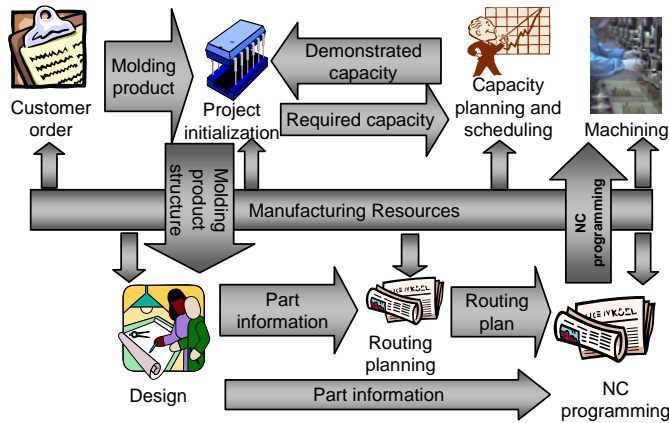 Molding
product
Customer
order
Demonstrated
capacity
Project
initialization
Required capacity
Capacity
planning and
scheduling
Machining
Molding
product
structure
Manufacturing Resources
NC
programming
Part
information
Routing
planning
Routing
plan
Design
Part information
NC
programming